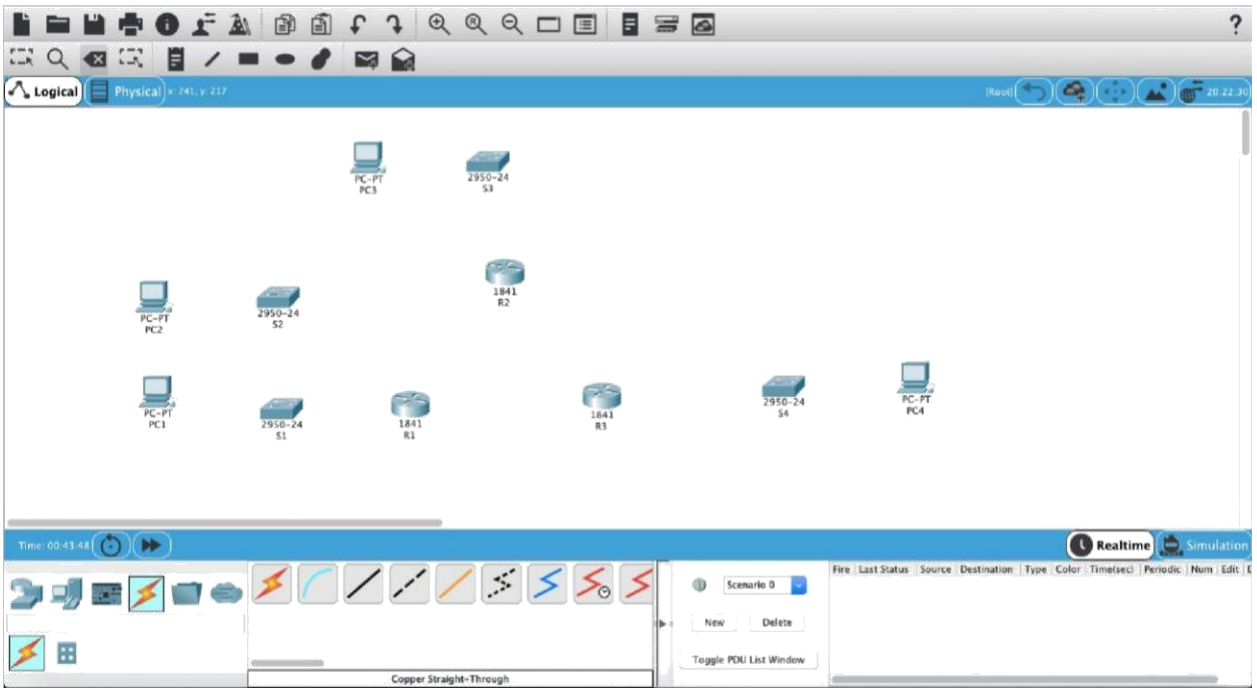 ?
Logical Physical x: 241, y: 217 [Root] 20:22:30
PC-PT
PC3
2950-24
S3
1841
R2
PC-PT
PC2
2950-24
S2
PC-PT
PC1
2950-24
S1
1841
R1
1841
R3
2950-24
S4
PC-PT
PC4
Time: 00:43:48 Realtime Simulation
Fire Last Status Source Destination Type Color Time(sec) Periodic Num Edit
Scenario 0
New Delete
Toggle PDU List Window
Copper Straight-Through